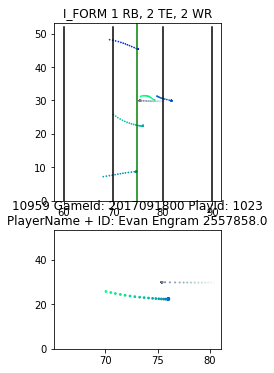 I_FORM 1 RB, 2 TE, 2 WR
50
40
30
20
10
0
60 70 80 90
10959 GameId: 2017091800 PlayId: 1023
PlayerName + ID: Evan Engram 2557858.0
40
20
0
70 75 80